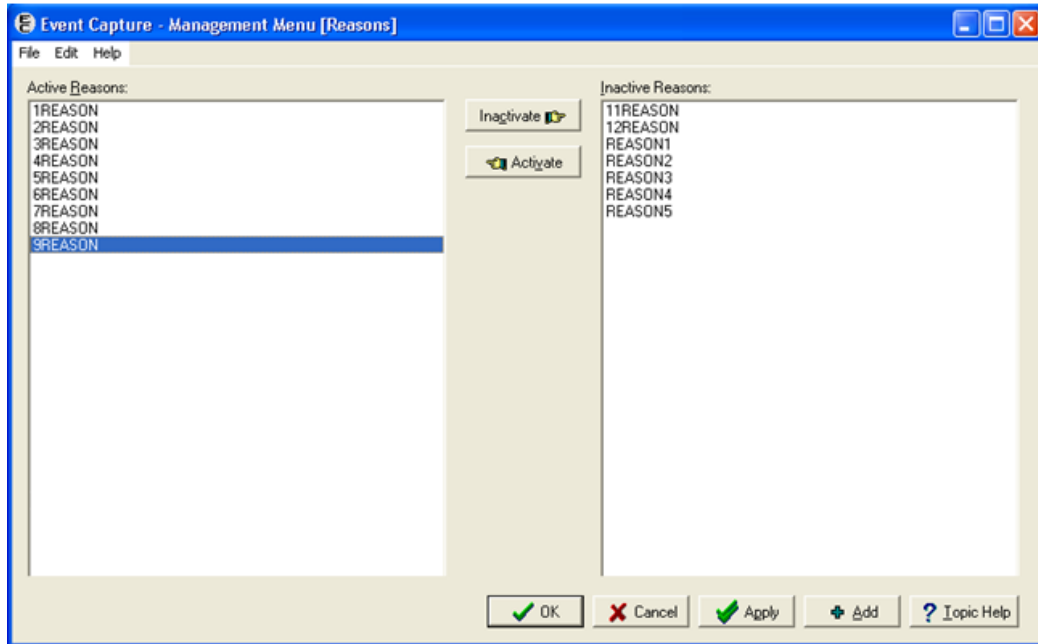 Event Capture - Management Menu [Reasons]
File Edit Help
Active Reasons:
1REASON
2REASON
3REASON
4REASON
5REASON
6REASON
7REASON
8REASON
9REASON
Inactivate
Activate
Inactive Reasons:
11REASON
12REASON
REASON1
REASON2
REASON3
REASON4
REASON5
OK Cancel Apply Add ? Topic Help